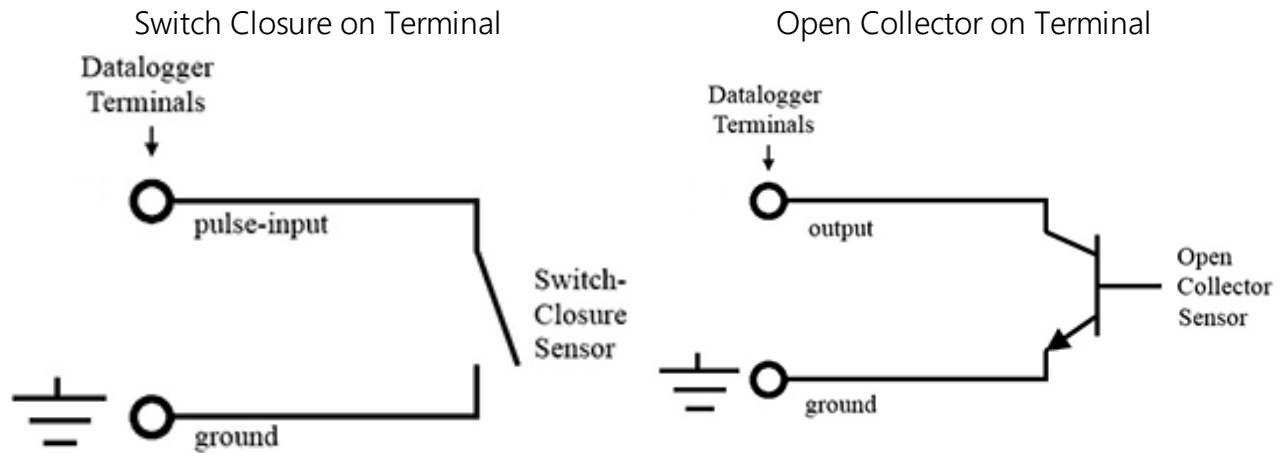 Switch Closure on Terminal
Datalogger
Terminals
pulse-input
Switch-
Closure
Sensor
ground
Open Collector on Terminal
Datalogger
Terminals
output
Open
Collector
Sensor
ground